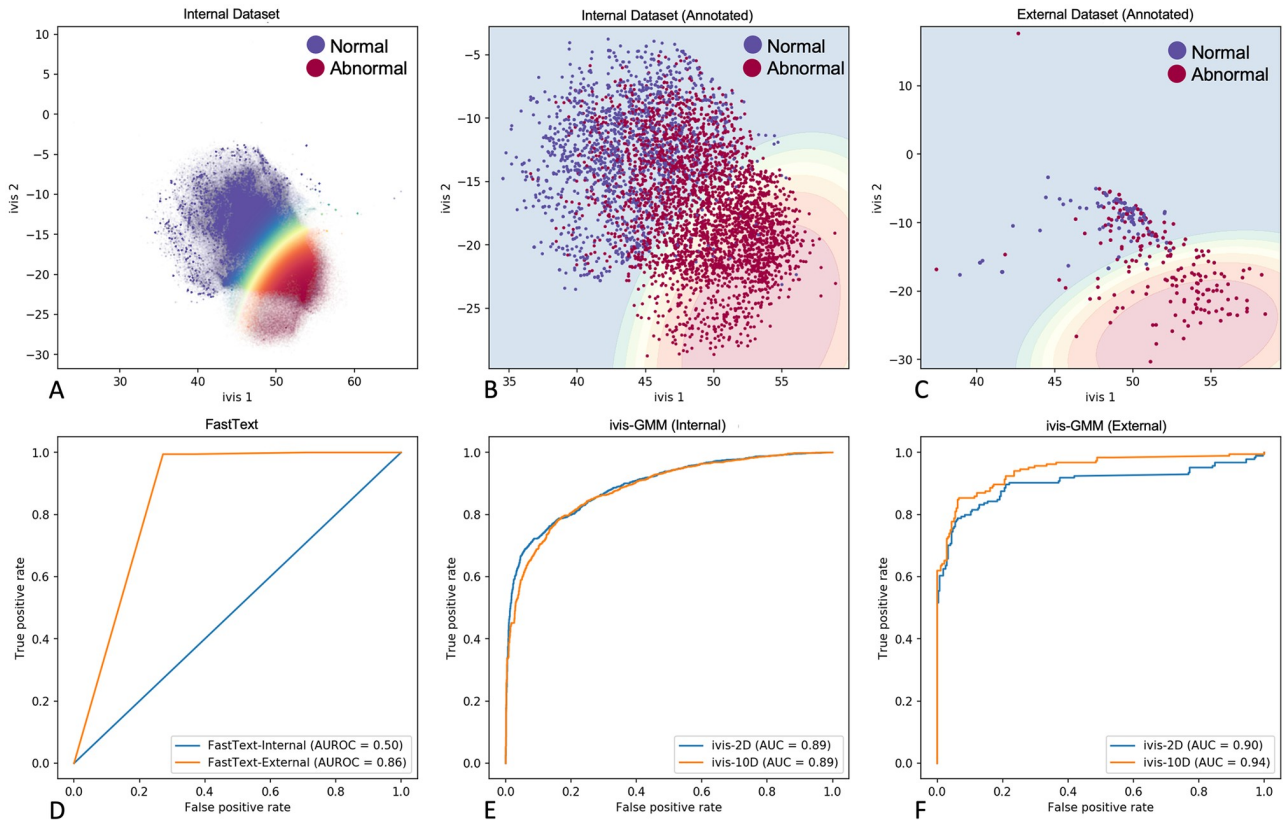 Internal Dataset
Normal
Abnormal
10
5
0
−5
−10
−15
−20
−25
−30
ivis 2
30
40
50
60
ivis 1
A
Internal Dataset (Annotated)
Normal
Abnormal
−5
−10
−15
−20
−25
ivis 2
35
40
45
50
55
ivis 1
B
External Dataset (Annotated)
Normal
Abnormal
10
0
−10
−20
−30
ivis 2
40
45
50
55
ivis 1
C
FastText
1.0
0.8
0.6
0.4
0.2
0.0
True positive rate
FastText-Internal (AUROC = 0.50)
FastText-External (AUROC = 0.86)
0.0
0.2
0.4
0.6
0.8
1.0
False positive rate
D
ivis-GMM (Internal)
1.0
0.8
0.6
0.4
0.2
0.0
True positive rate
ivis-2D (AUC = 0.89)
ivis-10D (AUC = 0.89)
0.0
0.2
0.4
0.6
0.8
1.0
False positive rate
E
ivis-GMM (External)
1.0
0.8
0.6
0.4
0.2
0.0
True positive rate
ivis-2D (AUC = 0.90)
ivis-10D (AUC = 0.94)
0.0
0.2
0.4
0.6
0.8
1.0
False positive rate
F